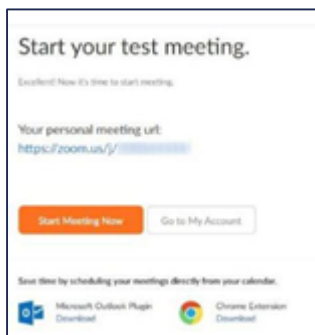 Start your test meeting.
Excellent! Now it's time to start meeting.
Your personal meeting url:
https://zoom.us/j/
Start Meeting Now
Go to My Account
Save time by scheduling your meetings directly from your calendar.
Microsoft Outlook Plugin
Download
Chrome Extension
Download